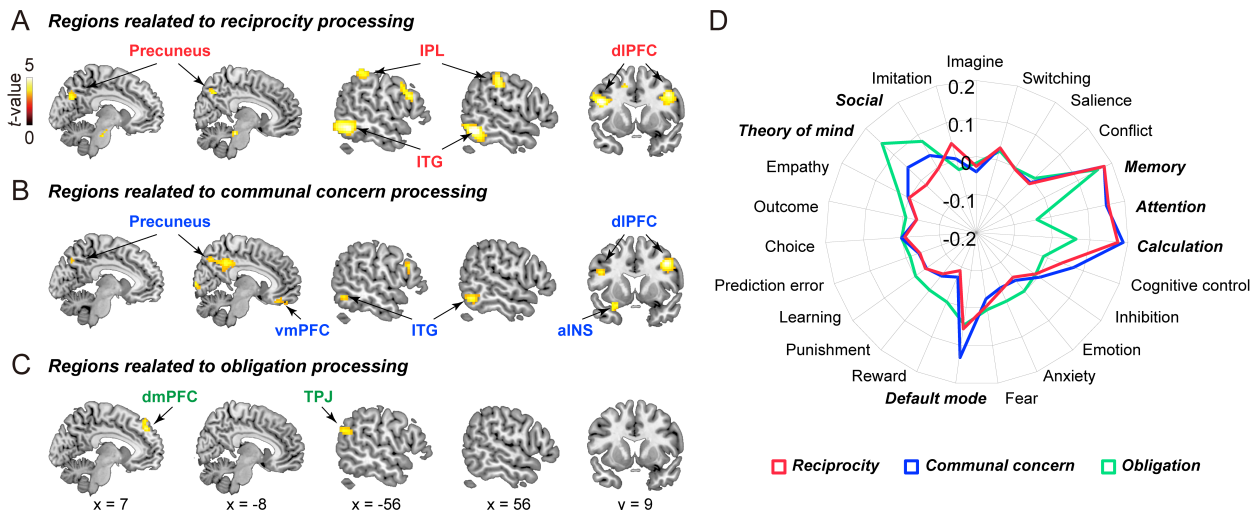 A Regions realated to reciprocity processing
Precuneus IPL dlPFC
5
t-value
0
ITG
B Regions realated to communal concern processing
Precuneus dlPFC
vmPFC ITG aINS
C Regions realated to obligation processing
dmPFC TPJ
x = 7 x = -8 x = -56 x = 56 y = 9
D
Imagine
Switching
Salience
Conflict
Memory
Attention
Calculation
Cognitive control
Inhibition
Emotion
Anxiety
Fear
Default mode
Reward
Punishment
Learning
Prediction error
Choice
Outcome
Empathy
Theory of mind
Social
Imitation
0.2
0.1
0
-0.1
-0.2
Reciprocity Communal concern Obligation